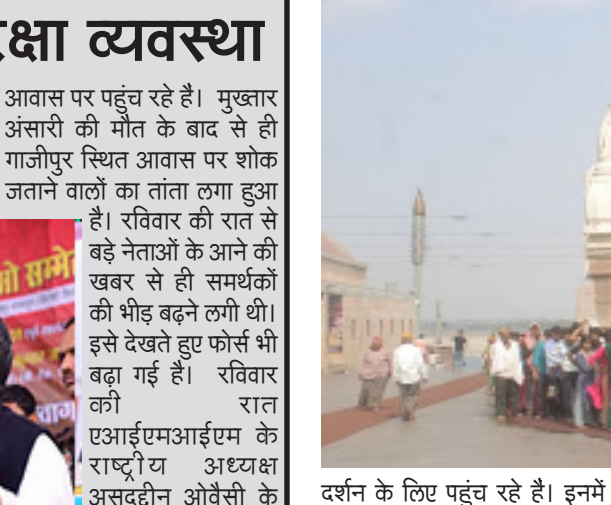 रक्षा व्यवस्था
आवास पर पहुंच रहे हैं। मुख्तार
अंसारी की मौत के बाद से ही
गाजीपुर स्थित आवास पर शोक
जताने वालों का तांता लगा हुआ
है। रविवार की रात से
बड़े नेताओं के आने की
खबर से ही समर्थकों
की भीड़ बढ़ने लगी थी।
इसे देखते हुए फोर्स भी
बढ़ा गई है। रविवार
की रात
एआईएमआईएम के
राष्ट्रीय अध्यक्ष
असदुद्दीन ओवैसी के
दर्शन के लिए पहुंच रहे हैं। इनमें